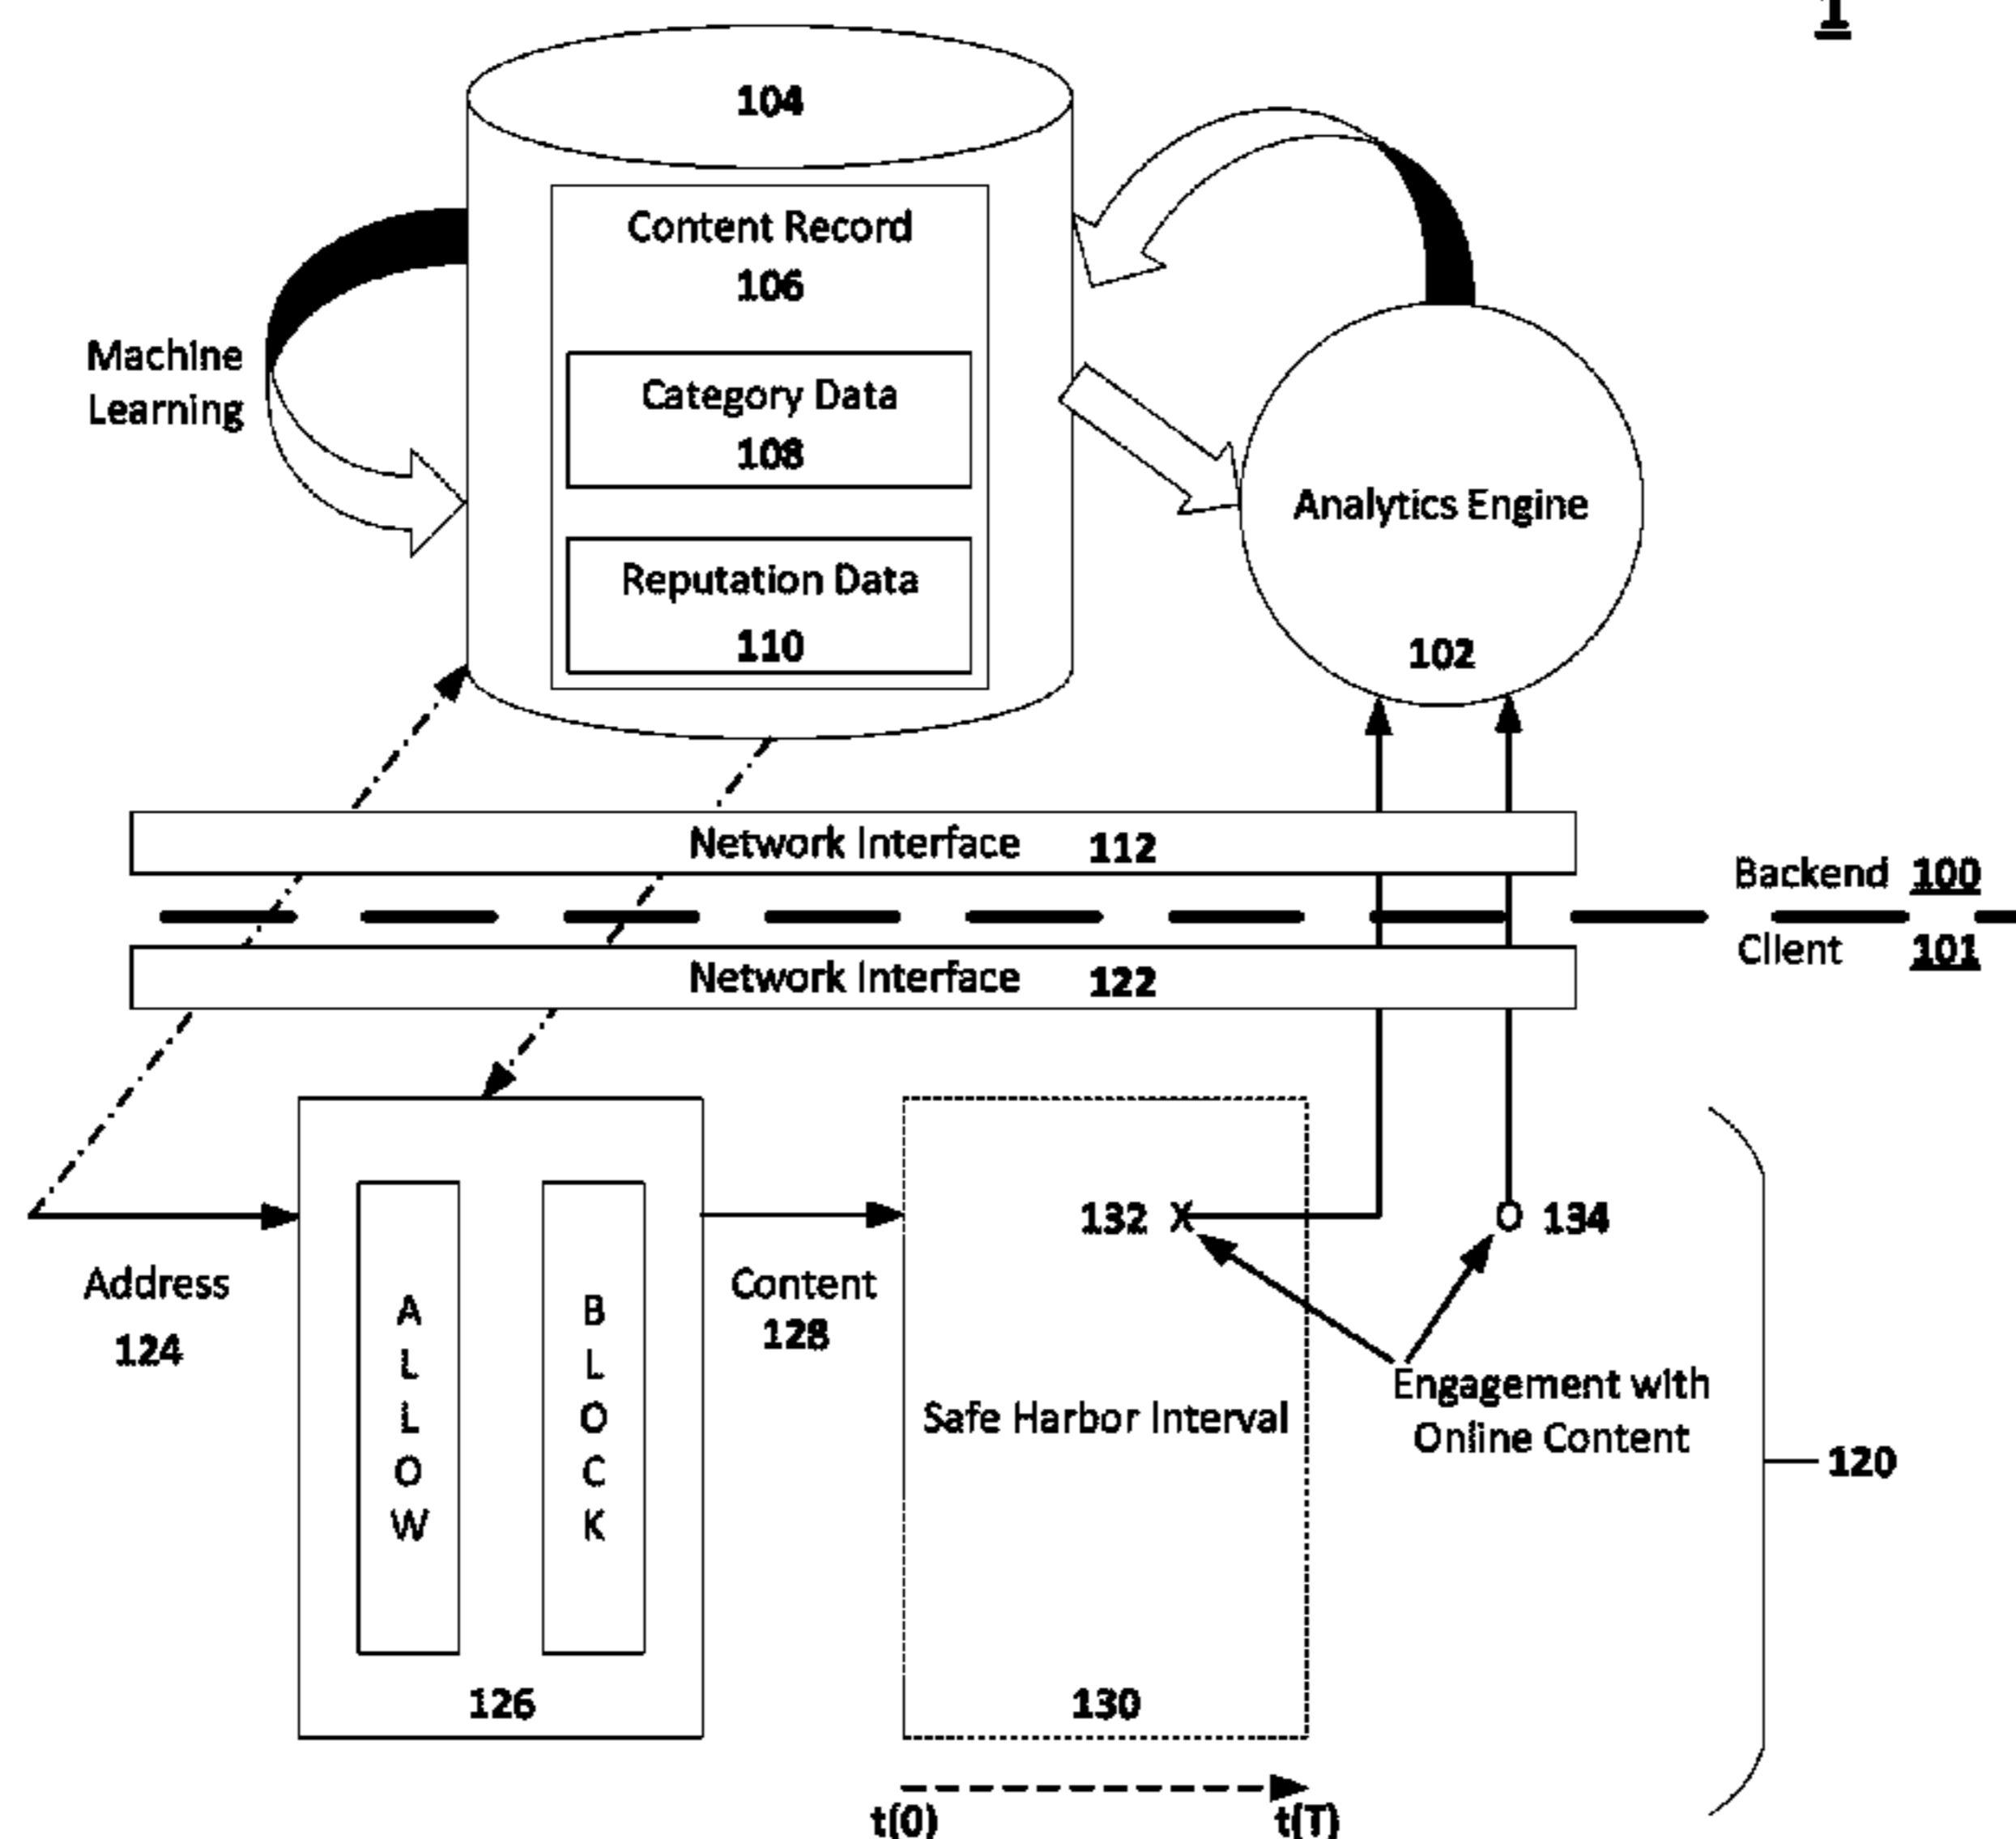 1
104
Content Record
106
Machine
Learning
Category Data
108
Analytics Engine
Reputation Data
110
102
Network Interface 112
Backend 100
Client 101
Network Interface 122
132 X
O 134
Address
124
A
L
L
O
W
B
L
O
C
K
Content
128
Engagement with
Online Content
Safe Harbor Interval
120
126
130
t(0)
t(T)